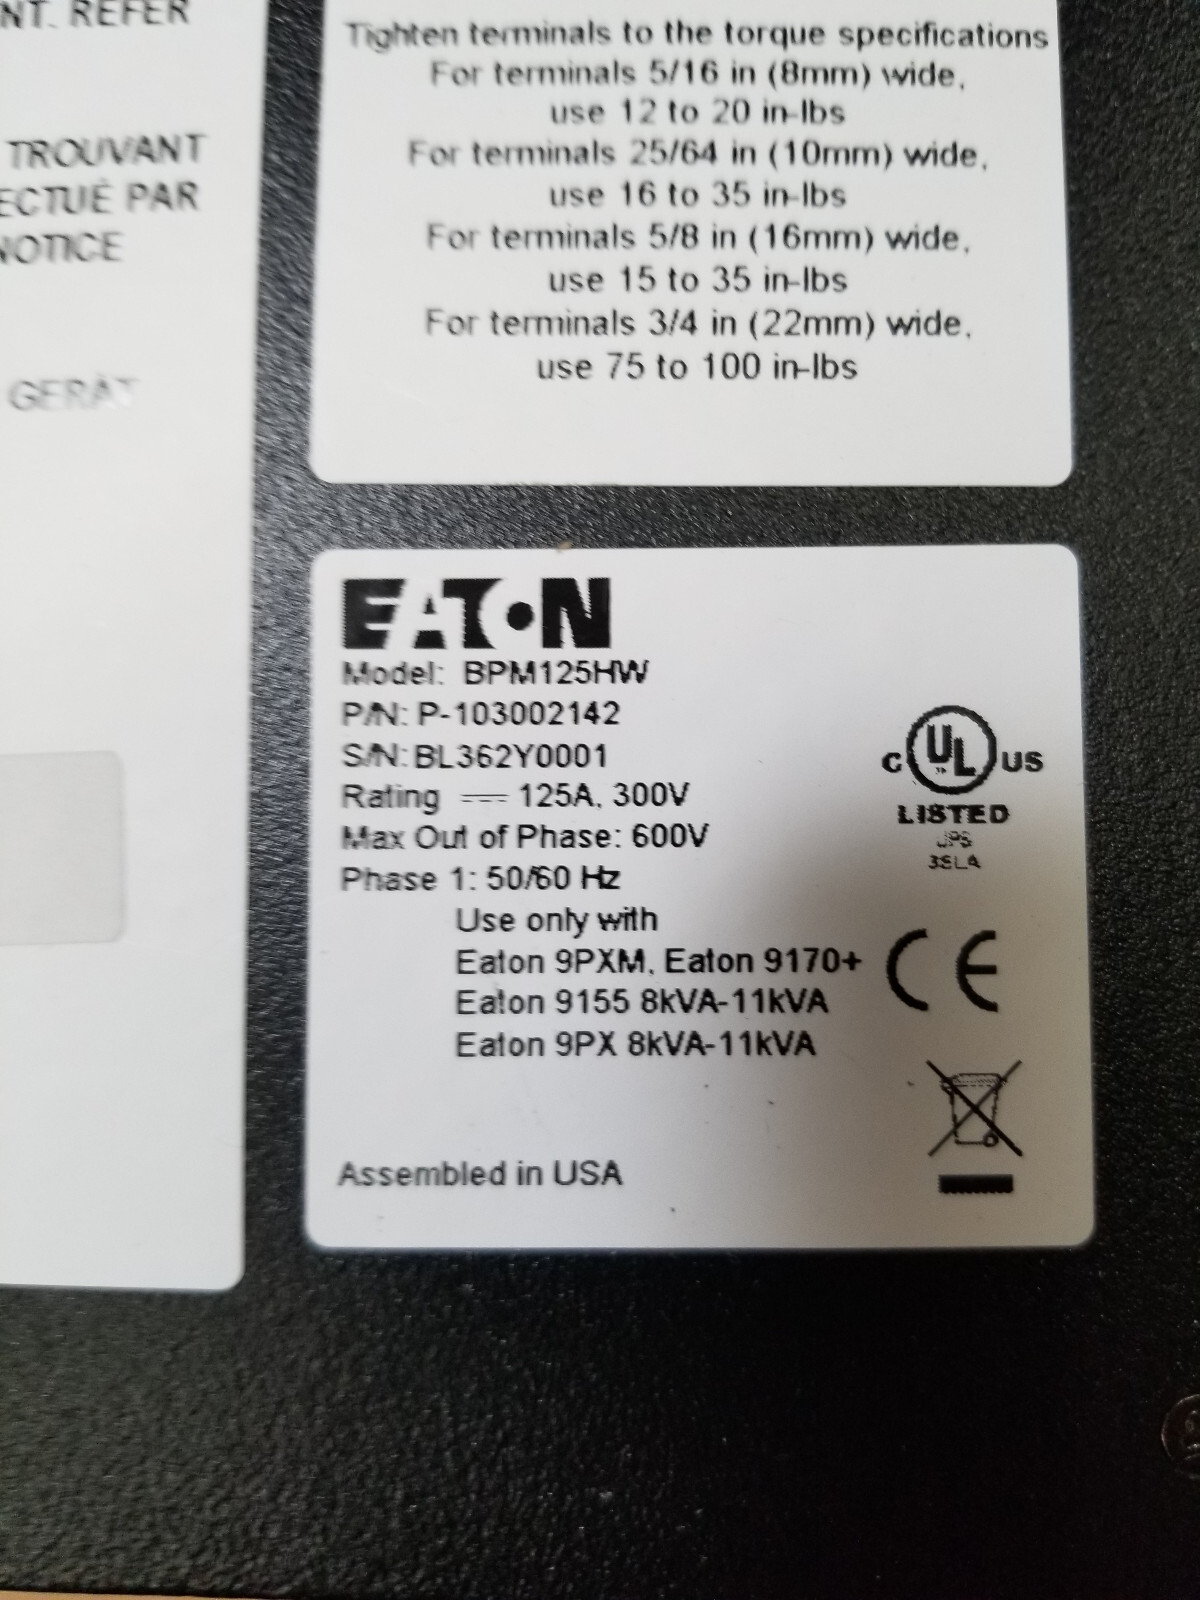 NT. REFER
TROUVANT
ECTUÉ PAR
NOTICE
GERÄT
Tighten terminals to the torque specifications
For terminals 5/16 in (8mm) wide,
use 12 to 20 in-lbs
For terminals 25/64 in (10mm) wide,
use 16 to 35 in-lbs
For terminals 5/8 in (16mm) wide,
use 15 to 35 in-lbs
For terminals 3/4 in (22mm) wide,
use 75 to 100 in-lbs
EATON
Model: BPM125HW
P/N: P-103002142
S/N: BL362Y0001
Rating ⎓ 125A, 300V
Max Out of Phase: 600V
Phase 1: 50/60 Hz
Use only with
Eaton 9PXM, Eaton 9170+
Eaton 9155 8kVA-11kVA
Eaton 9PX 8kVA-11kVA
Assembled in USA
C UL US
LISTED
CE